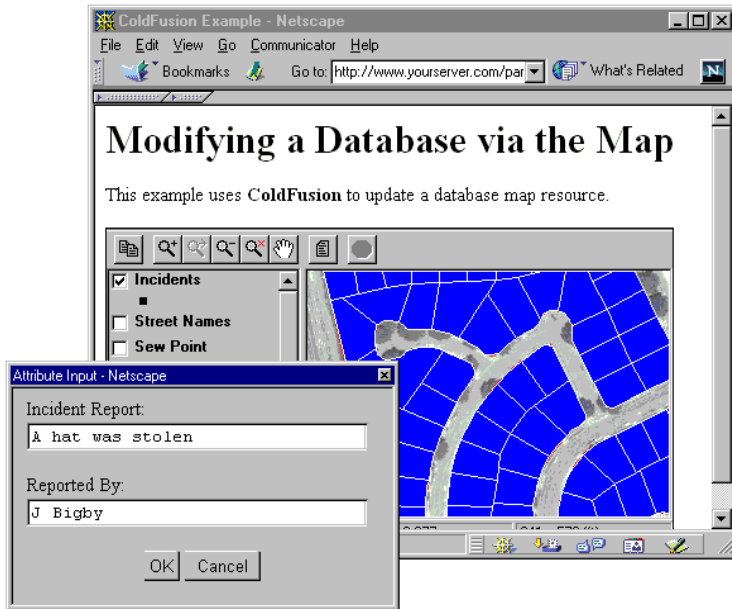 ColdFusion Example - Netscape
File Edit View Go Communicator Help
Bookmarks Go to: http://www.yourserver.com/par What's Related N
Modifying a Database via the Map
This example uses ColdFusion to update a database map resource.
Incidents
Street Names
Sew Point
Attribute Input - Netscape
Incident Report:
A hat was stolen
Reported By:
J Bigby
OK Cancel